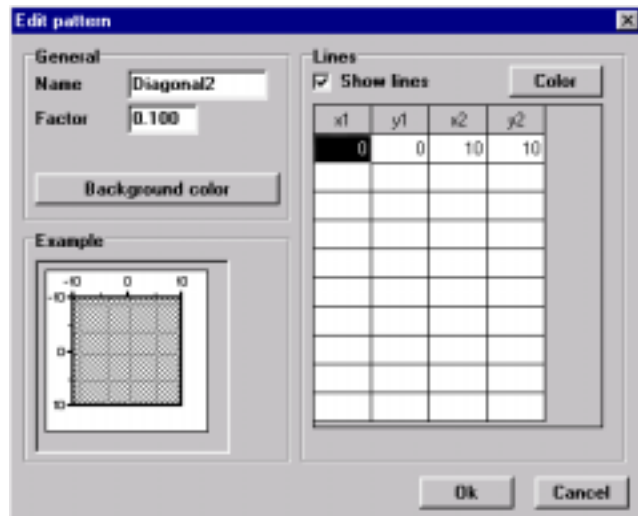 Edit pattern
General
Name Diagonal2
Factor 0.100
Background color
Example
-10 0 10
-10
0
10
Lines
Show lines Color
x1 y1 x2 y2
0 0 10 10
Ok Cancel